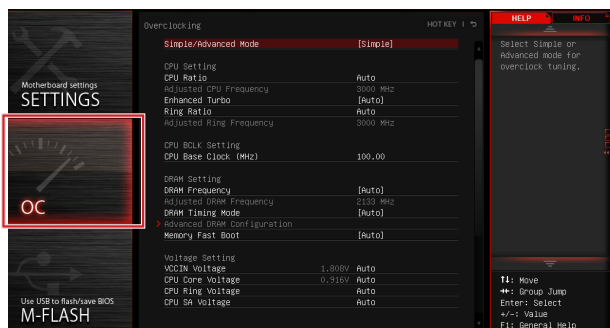 Overclocking
HOT KEY |
HELP
INFO
Simple/Advanced Mode [Simple]
CPU Setting
CPU Ratio Auto
Adjusted CPU Frequency 3000 MHz
Enhanced Turbo [Auto]
Ring Ratio Auto
Adjusted Ring Frequency 3000 MHz
CPU BCLK Setting
CPU Base Clock (MHz) 100.00
DRAM Setting
DRAM Frequency [Auto]
Adjusted DRAM Frequency 2133 MHz
DRAM Timing Mode [Auto]
> Advanced DRAM Configuration
Memory Fast Boot [Auto]
Voltage Setting
VCCIN Voltage 1.808V Auto
CPU Core Voltage 0.916V Auto
CPU Ring Voltage Auto
CPU SA Voltage Auto
Motherboard settings
SETTINGS
OC
Use USB to flash/save BIOS
M-FLASH
Select Simple or
Advanced mode for
overclock tuning.
↑↓: Move
→←: Group Jump
Enter: Select
+/-: Value
F1: General Help